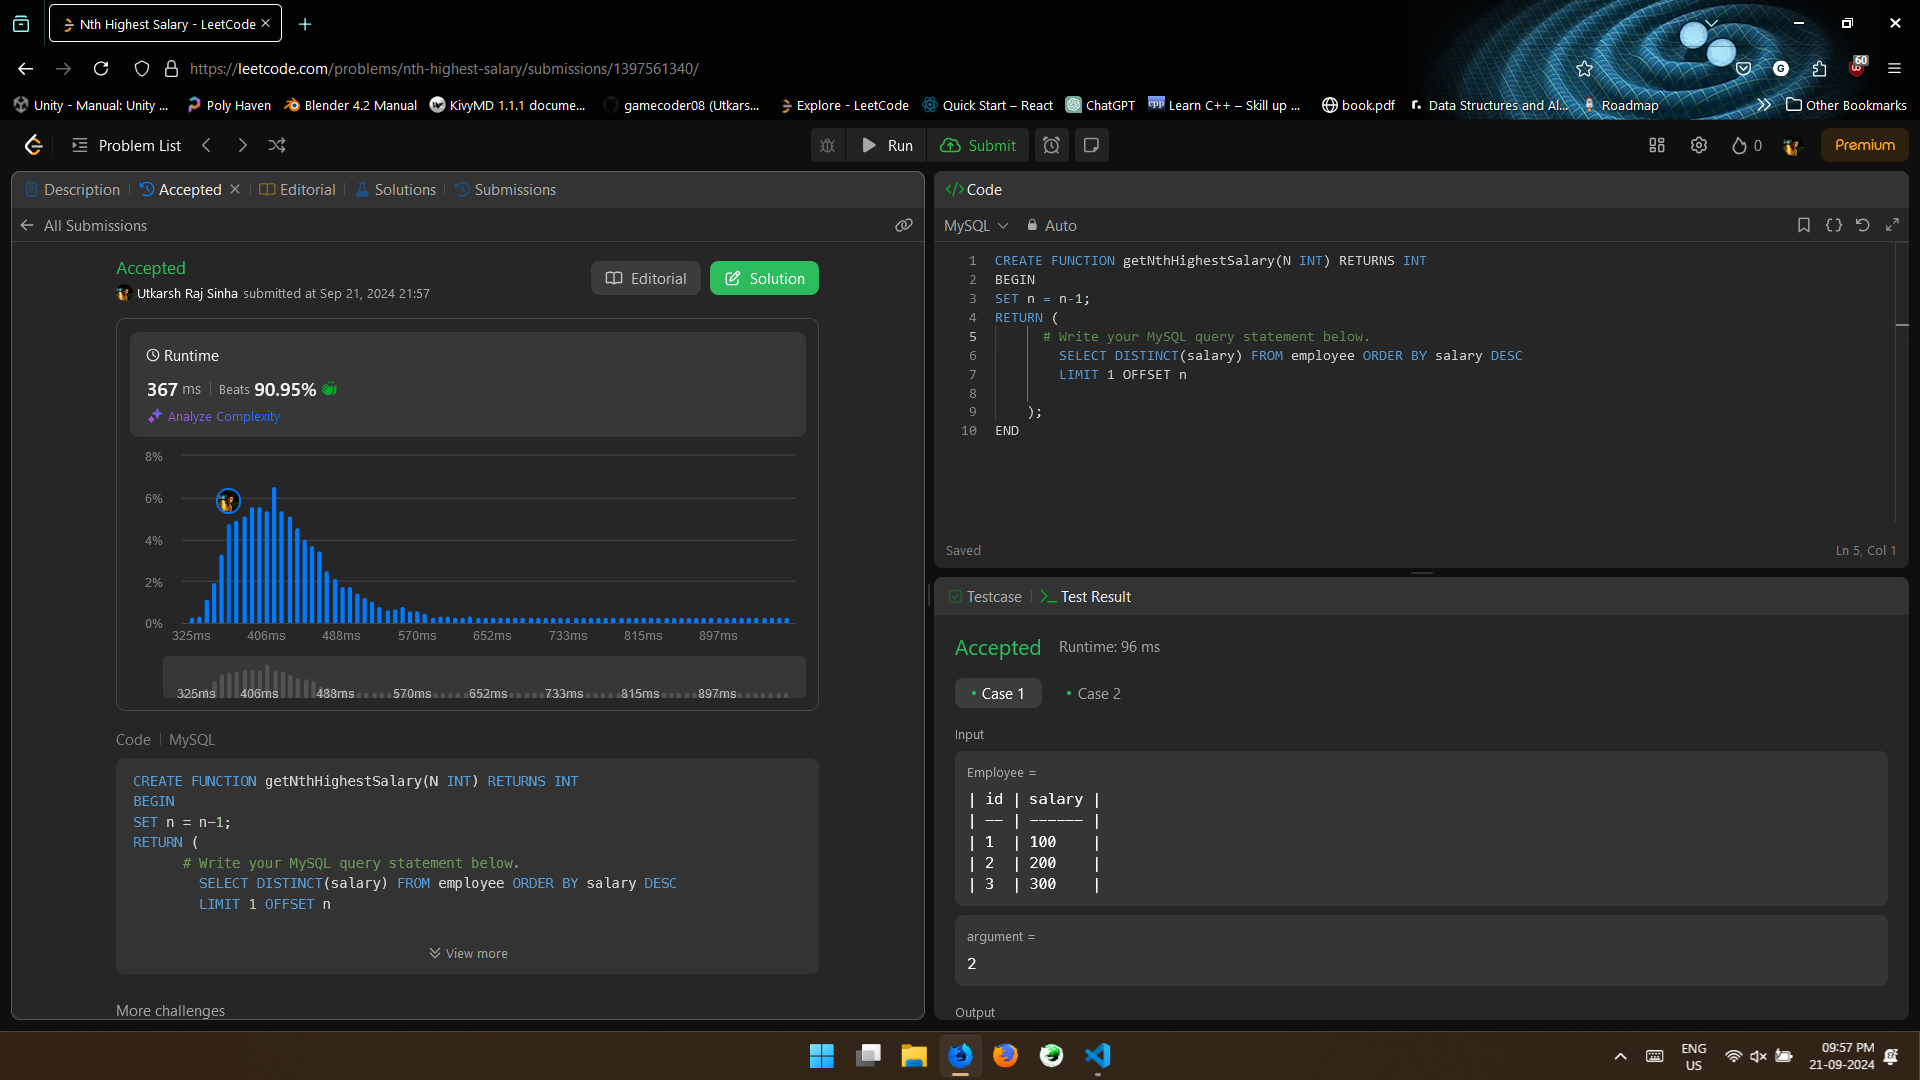 Nth Highest Salary - LeetCode
https://leetcode.com/problems/nth-highest-salary/submissions/1397561340/
60
Unity - Manual: Unity ... Poly Haven Blender 4.2 Manual KivyMD 1.1.1 docume... gamecoder08 (Utkars... Explore - LeetCode Quick Start – React ChatGPT Learn C++ – Skill up ... book.pdf Data Structures and Al... Roadmap Other Bookmarks
Problem List Run Submit 0 Premium
Description Accepted Editorial Solutions Submissions
All Submissions
Accepted
Utkarsh Raj Sinha submitted at Sep 21, 2024 21:57
Editorial Solution
Runtime
367 ms Beats 90.95%
Analyze Complexity
8%
6%
4%
2%
0%
325ms 406ms 488ms 570ms 652ms 733ms 815ms 897ms
325ms 406ms 488ms 570ms 652ms 733ms 815ms 897ms
Code MySQL
CREATE FUNCTION getNthHighestSalary(N INT) RETURNS INT
BEGIN
SET n = n-1;
RETURN (
# Write your MySQL query statement below.
SELECT DISTINCT(salary) FROM employee ORDER BY salary DESC
LIMIT 1 OFFSET n
View more
More challenges
Code
MySQL Auto
1 CREATE FUNCTION getNthHighestSalary(N INT) RETURNS INT
2 BEGIN
3 SET n = n-1;
4 RETURN (
5 # Write your MySQL query statement below.
6 SELECT DISTINCT(salary) FROM employee ORDER BY salary DESC
7 LIMIT 1 OFFSET n
8
9 );
10 END
Saved Ln 5, Col 1
Testcase Test Result
Accepted Runtime: 96 ms
Case 1 Case 2
Input
Employee =
| id | salary |
| -- | ------ |
| 1 | 100 |
| 2 | 200 |
| 3 | 300 |
argument =
2
Output
ENG
US
09:57 PM
21-09-2024